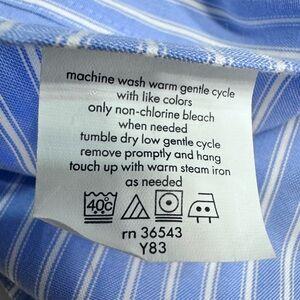 machine wash warm gentle cycle
with like colors
only non-chlorine bleach
when needed
tumble dry low gentle cycle
remove promptly and hang
touch up with warm steam iron
as needed
40c
rn 36543
Y83